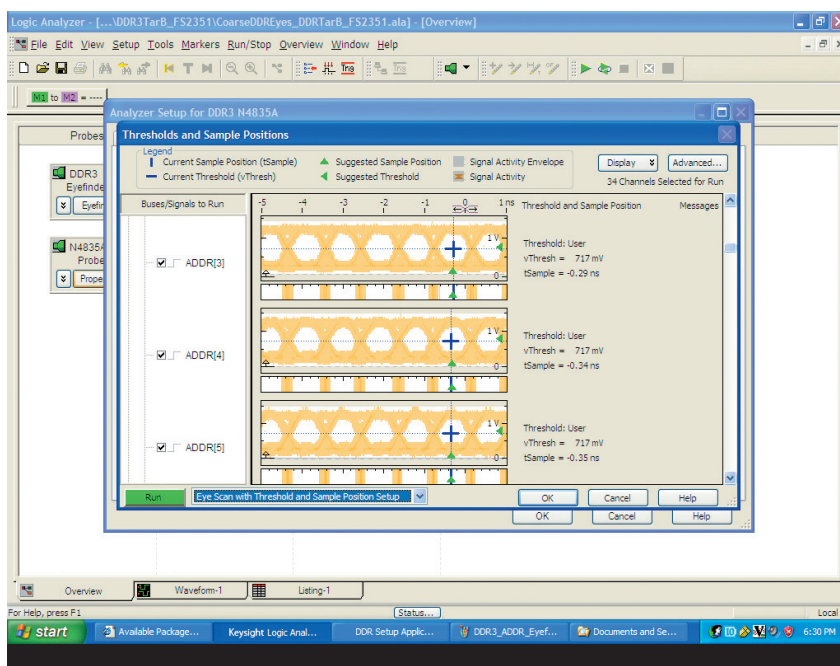 Logic Analyzer - [...\DDR3TarB_FS2351\CoarseDDREyes_DDRTarB_FS2351.ala] - [Overview]
File Edit View Setup Tools Markers Run/Stop Overview Window Help
M1 to M2 = ----
Analyzer Setup for DDR3 N4835A
Probes
Thresholds and Sample Positions
Legend
Current Sample Position (tSample) Suggested Sample Position Signal Activity Envelope
Current Threshold (vThresh) Suggested Threshold Signal Activity
Display Advanced...
34 Channels Selected for Run
DDR3
Eyefinde
Eyefin
N4835A
Probe
Prope
Buses/Signals to Run -5 -4 -3 -2 -1 0 1 ns Threshold and Sample Position Messages
ADDR[3]
1 V
0
Threshold: User
vThresh = 717 mV
tSample = -0.29 ns
ADDR[4]
1 V
0
Threshold: User
vThresh = 717 mV
tSample = -0.34 ns
ADDR[5]
1 V
0
Threshold: User
vThresh = 717 mV
tSample = -0.35 ns
Run Eye Scan with Threshold and Sample Position Setup OK Cancel Help
OK Cancel Help
Overview Waveform-1 Listing-1
For Help, press F1 Status... Local
start Available Package... Keysight Logic Anal... DDR Setup Applic... DDR3_ADDR_Eyef... Documents and Se... 6:30 PM